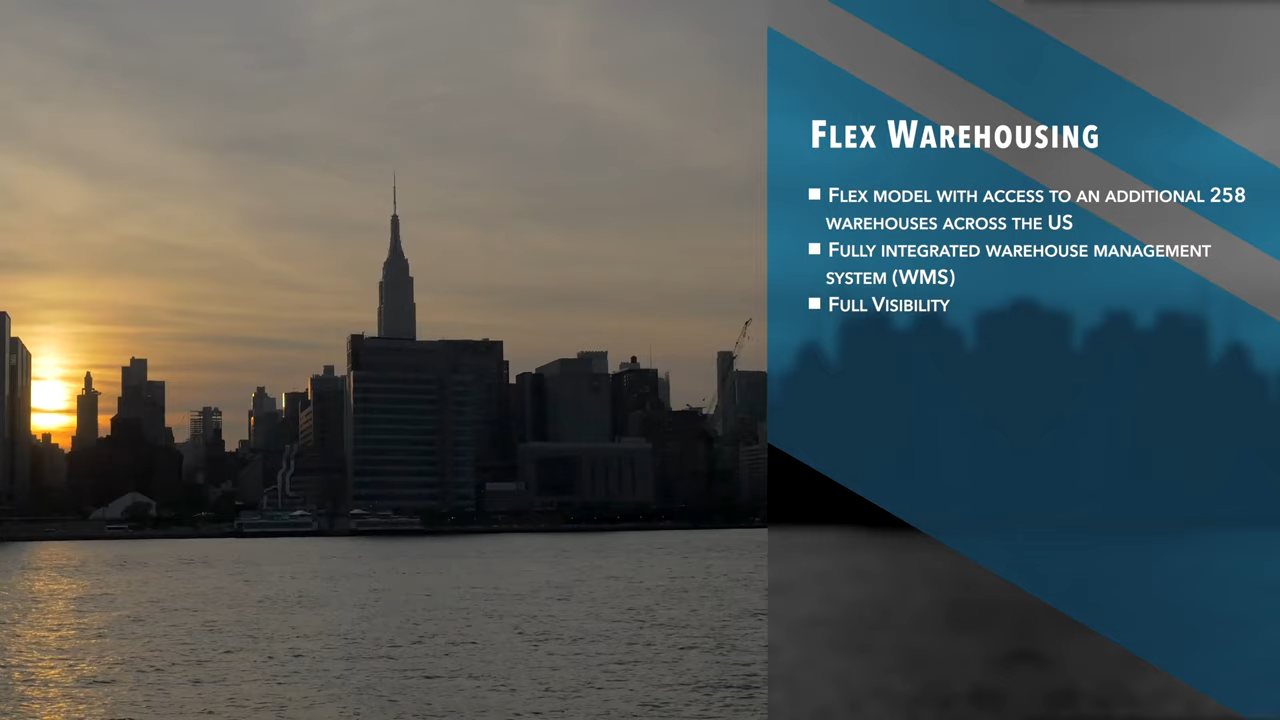 Flex Warehousing
■ Flex model with access to an additional 258
warehouses across the US
■ Fully integrated warehouse management
system (WMS)
■ Full Visibility